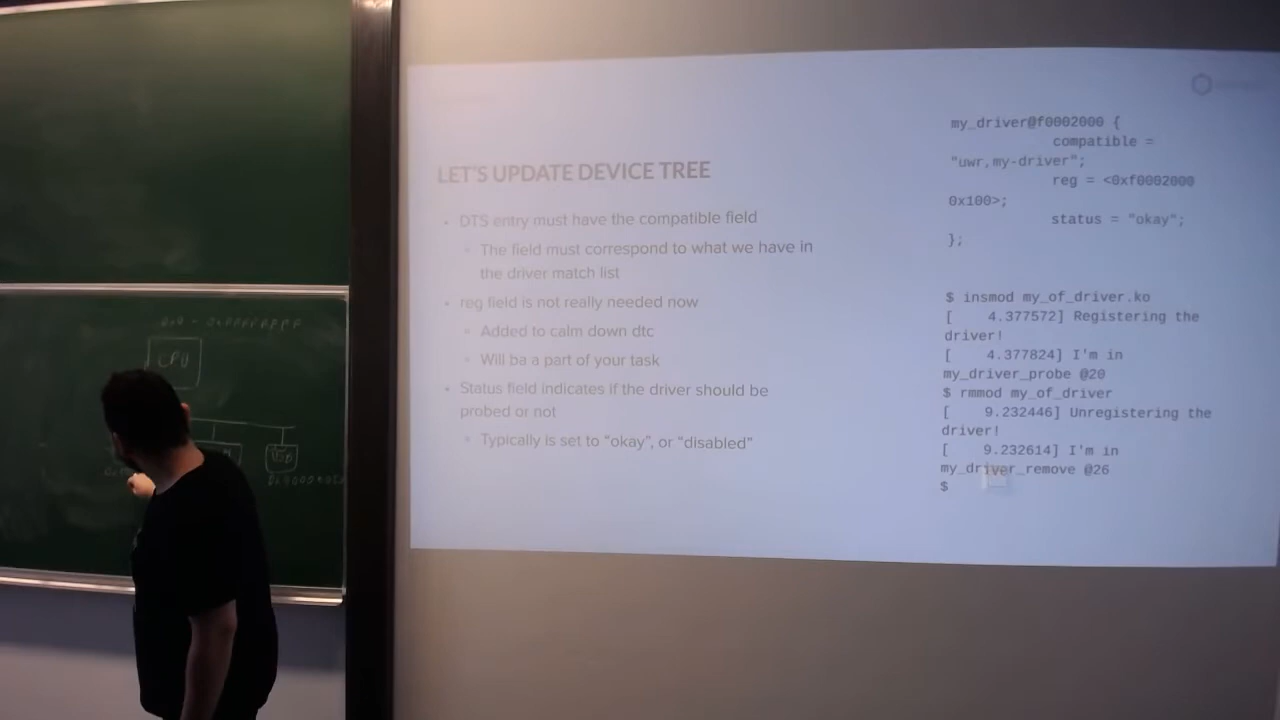 CPU
LET'S UPDATE DEVICE TREE
• DTS entry must have the compatible field
• The field must correspond to what we have in
the driver match list
• reg field is not really needed now
• Added to calm down dtc
• Will ba a part of your task
• Status field indicates if the driver should be
probed or not
• Typically is set to “okay”, or “disabled”
my_driver@f0002000 {
compatible =
"uwr,my-driver";
reg = <0xf0002000
0x100>;
status = "okay";
};
$ insmod my_of_driver.ko
[    4.377572] Registering the
driver!
[    4.377824] I'm in
my_driver_probe @20
$ rmmod my_of_driver
[    9.232446] Unregistering the
driver!
[    9.232614] I'm in
my_driver_remove @26
$